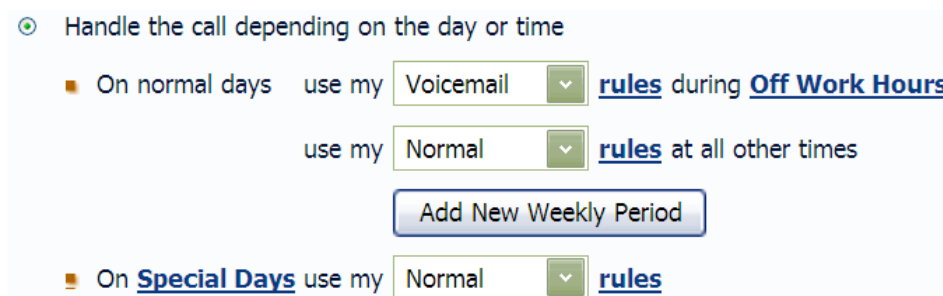 Handle the call depending on the day or time
On normal days use my Voicemail rules during Off Work Hours
use my Normal rules at all other times
Add New Weekly Period
On Special Days use my Normal rules